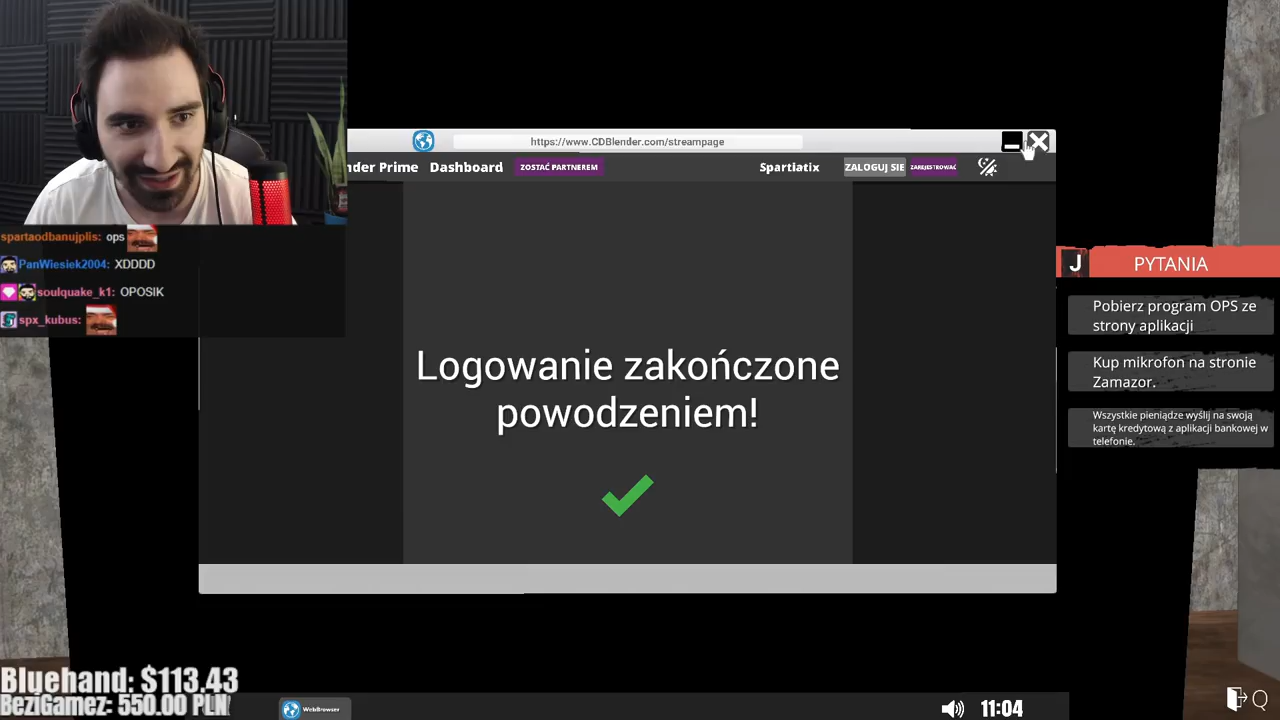 https://www.CDBlender.com/streampage
nder Prime Dashboard ZOSTAĆ PARTNEREM Spartiatix ZALOGUJ SIE ZAREJESTROWAĆ
spartaodbanujplis: ops
PanWiesiek2004: XDDDD
soulquake_k1: OPOSIK
spx_kubus:
Logowanie zakończone
powodzeniem!
J PYTANIA
Pobierz program OPS ze
strony aplikacji
Kup mikrofon na stronie
Zamazor.
Wszystkie pieniądze wyślij na swoją
kartę kredytową z aplikacji bankowej w
telefonie.
Bluehand: $113.43
BeziGamez: 550.00 PLN
WebBrowser
11:04
Q